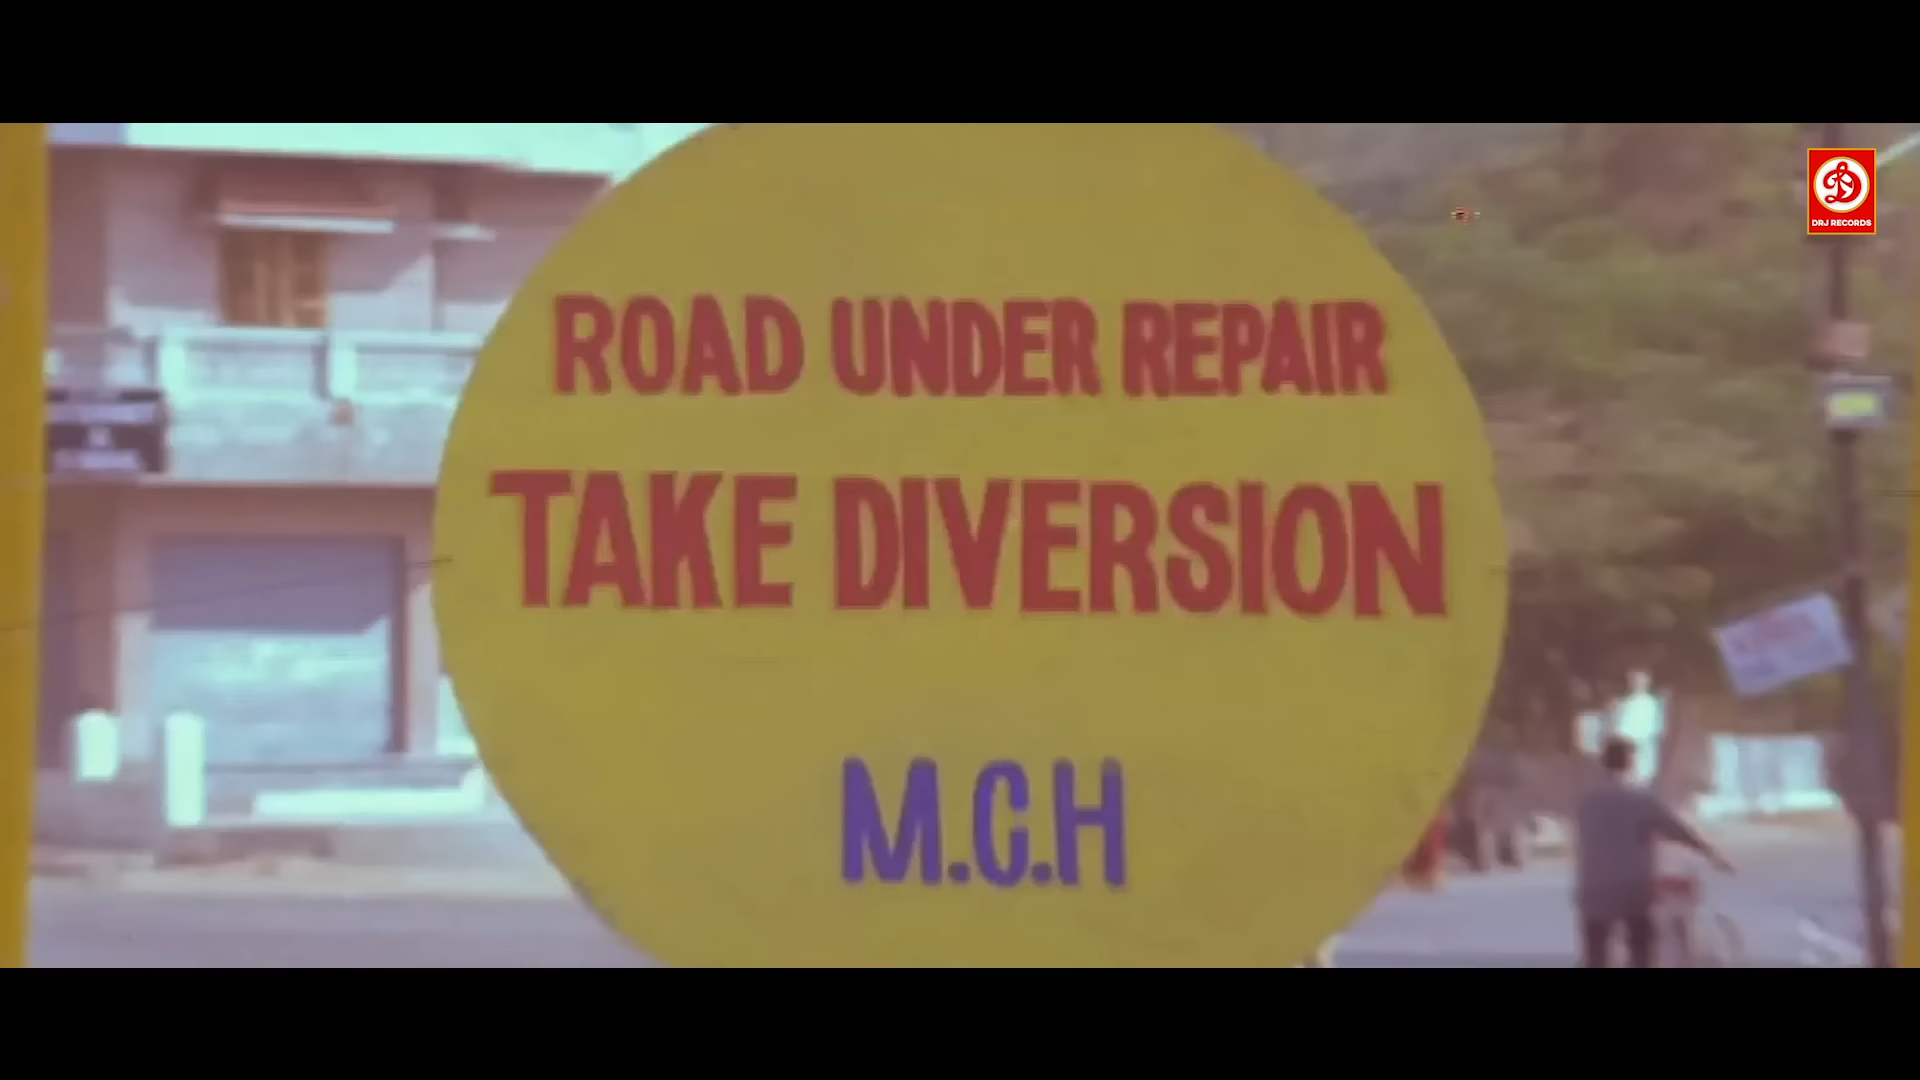 ROAD UNDER REPAIR
TAKE DIVERSION
M.C.H
DRJ RECORDS